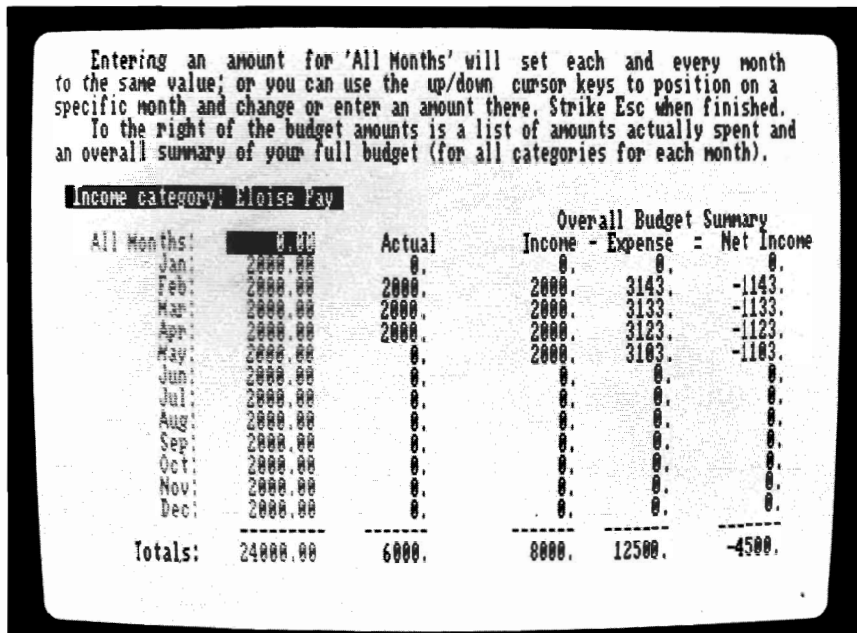 Entering an amount for 'All Months' will set each and every month
to the same value; or you can use the up/down cursor keys to position on a
specific month and change or enter an amount there. Strike Esc when finished.
To the right of the budget amounts is a list of amounts actually spent and
an overall summary of your full budget (for all categories for each month).
Income category: Eloise Pay
Overall Budget Summary
All Months: 0.00 Actual Income - Expense = Net Income
Jan: 2000.00 0. 0. 0. 0.
Feb: 2000.00 2000. 2000. 3143. -1143.
Mar: 2000.00 2000. 2000. 3133. -1133.
Apr: 2000.00 2000. 2000. 3123. -1123.
May: 2000.00 0. 2000. 3103. -1103.
Jun: 2000.00 0. 0. 0. 0.
Jul: 2000.00 0. 0. 0. 0.
Aug: 2000.00 0. 0. 0. 0.
Sep: 2000.00 0. 0. 0. 0.
Oct: 2000.00 0. 0. 0. 0.
Nov: 2000.00 0. 0. 0. 0.
Dec: 2000.00 0. 0. 0. 0.
Totals: 24000.00 6000. 8000. 12500. -4500.